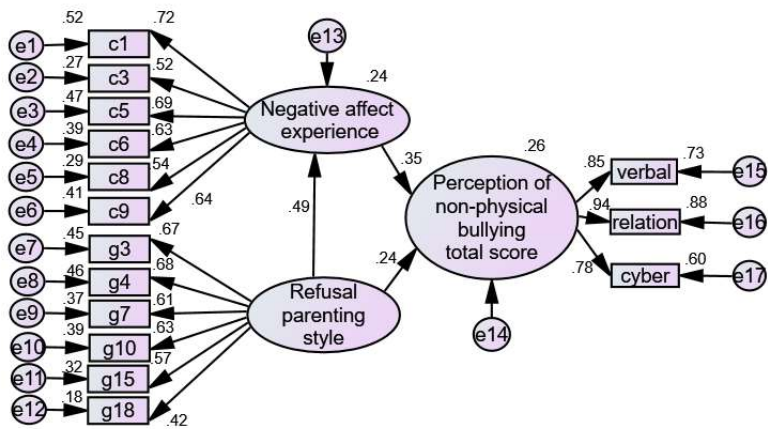 .52
.72
e1
c1
e13
.27
.52
e2
c3
.24
.47
.69
e3
c5
Negative affect
experience
.39
.63
e4
c6
.26
.29
.54
e5
c8
.35
.85
verbal
.73
e15
.41
.64
e6
c9
Perception of
non-physical
bullying
total score
.94
relation
.88
e16
.49
.45
.67
e7
g3
.24
.78
cyber
.60
e17
.46
.68
e8
g4
Refusal
parenting
style
.37
.61
e9
g7
.39
.63
e10
g10
e14
.32
.57
e11
g15
.18
.42
e12
g18